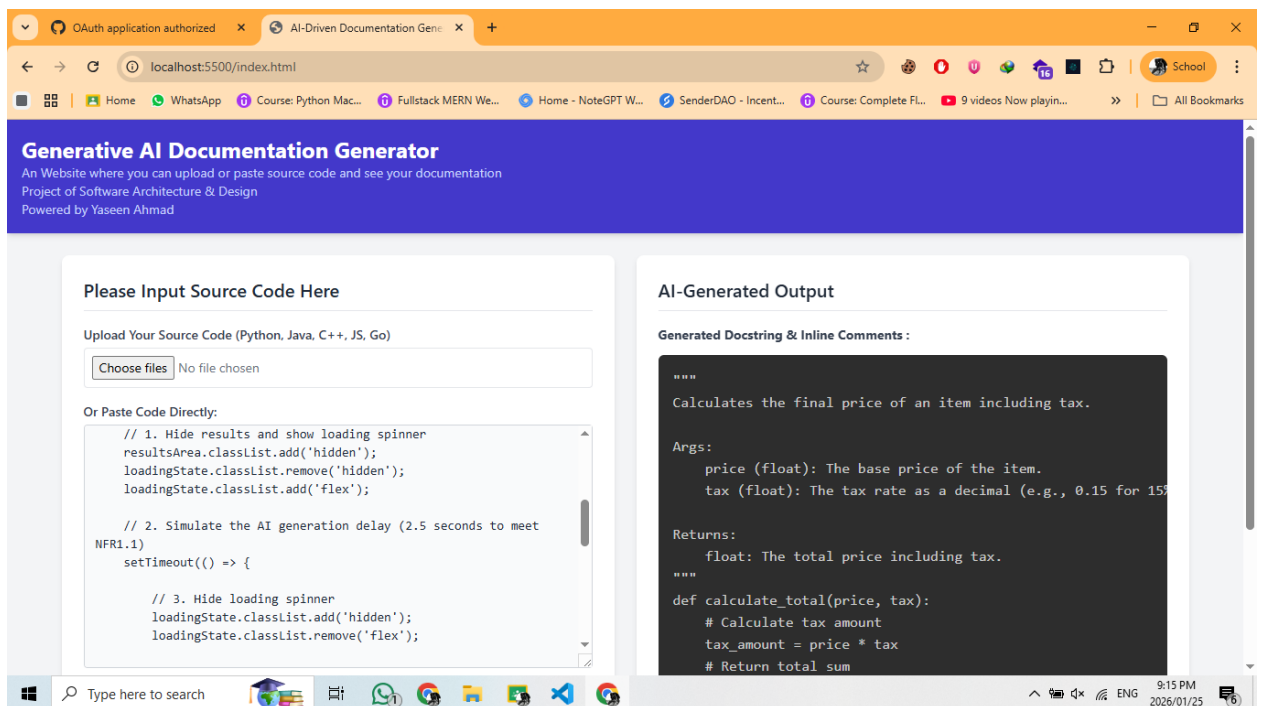 OAuth application authorized
AI-Driven Documentation Gene
localhost:5500/index.html
16
School
Home
WhatsApp
Course: Python Mac...
Fullstack MERN We...
Home - NoteGPT W...
SenderDAO - Incent...
Course: Complete Fl...
9 videos Now playin...
All Bookmarks
Generative AI Documentation Generator
An Website where you can upload or paste source code and see your documentation
Project of Software Architecture & Design
Powered by Yaseen Ahmad
Please Input Source Code Here
Upload Your Source Code (Python, Java, C++, JS, Go)
Choose files No file chosen
Or Paste Code Directly:
// 1. Hide results and show loading spinner
resultsArea.classList.add('hidden');
loadingState.classList.remove('hidden');
loadingState.classList.add('flex');
// 2. Simulate the AI generation delay (2.5 seconds to meet
NFR1.1)
setTimeout(() => {
// 3. Hide loading spinner
loadingState.classList.add('hidden');
loadingState.classList.remove('flex');
AI-Generated Output
Generated Docstring & Inline Comments :
"""
Calculates the final price of an item including tax.
Args:
price (float): The base price of the item.
tax (float): The tax rate as a decimal (e.g., 0.15 for 15%
Returns:
float: The total price including tax.
"""
def calculate_total(price, tax):
# Calculate tax amount
tax_amount = price * tax
# Return total sum
Type here to search
1
ENG
9:15 PM
2026/01/25
6